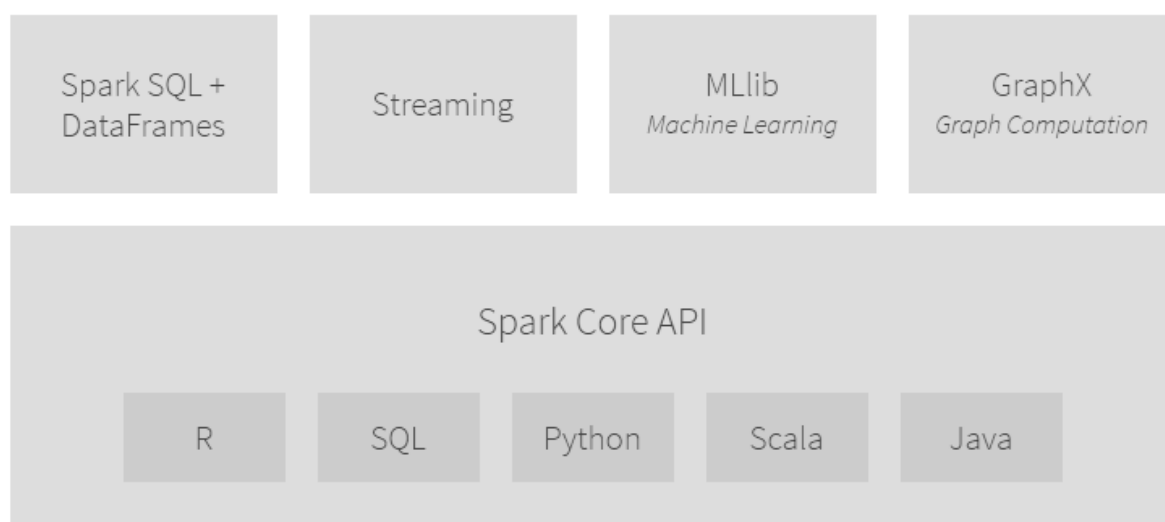 Spark SQL +
DataFrames
Streaming
MLlib
Machine Learning
GraphX
Graph Computation
Spark Core API
R
SQL
Python
Scala
Java